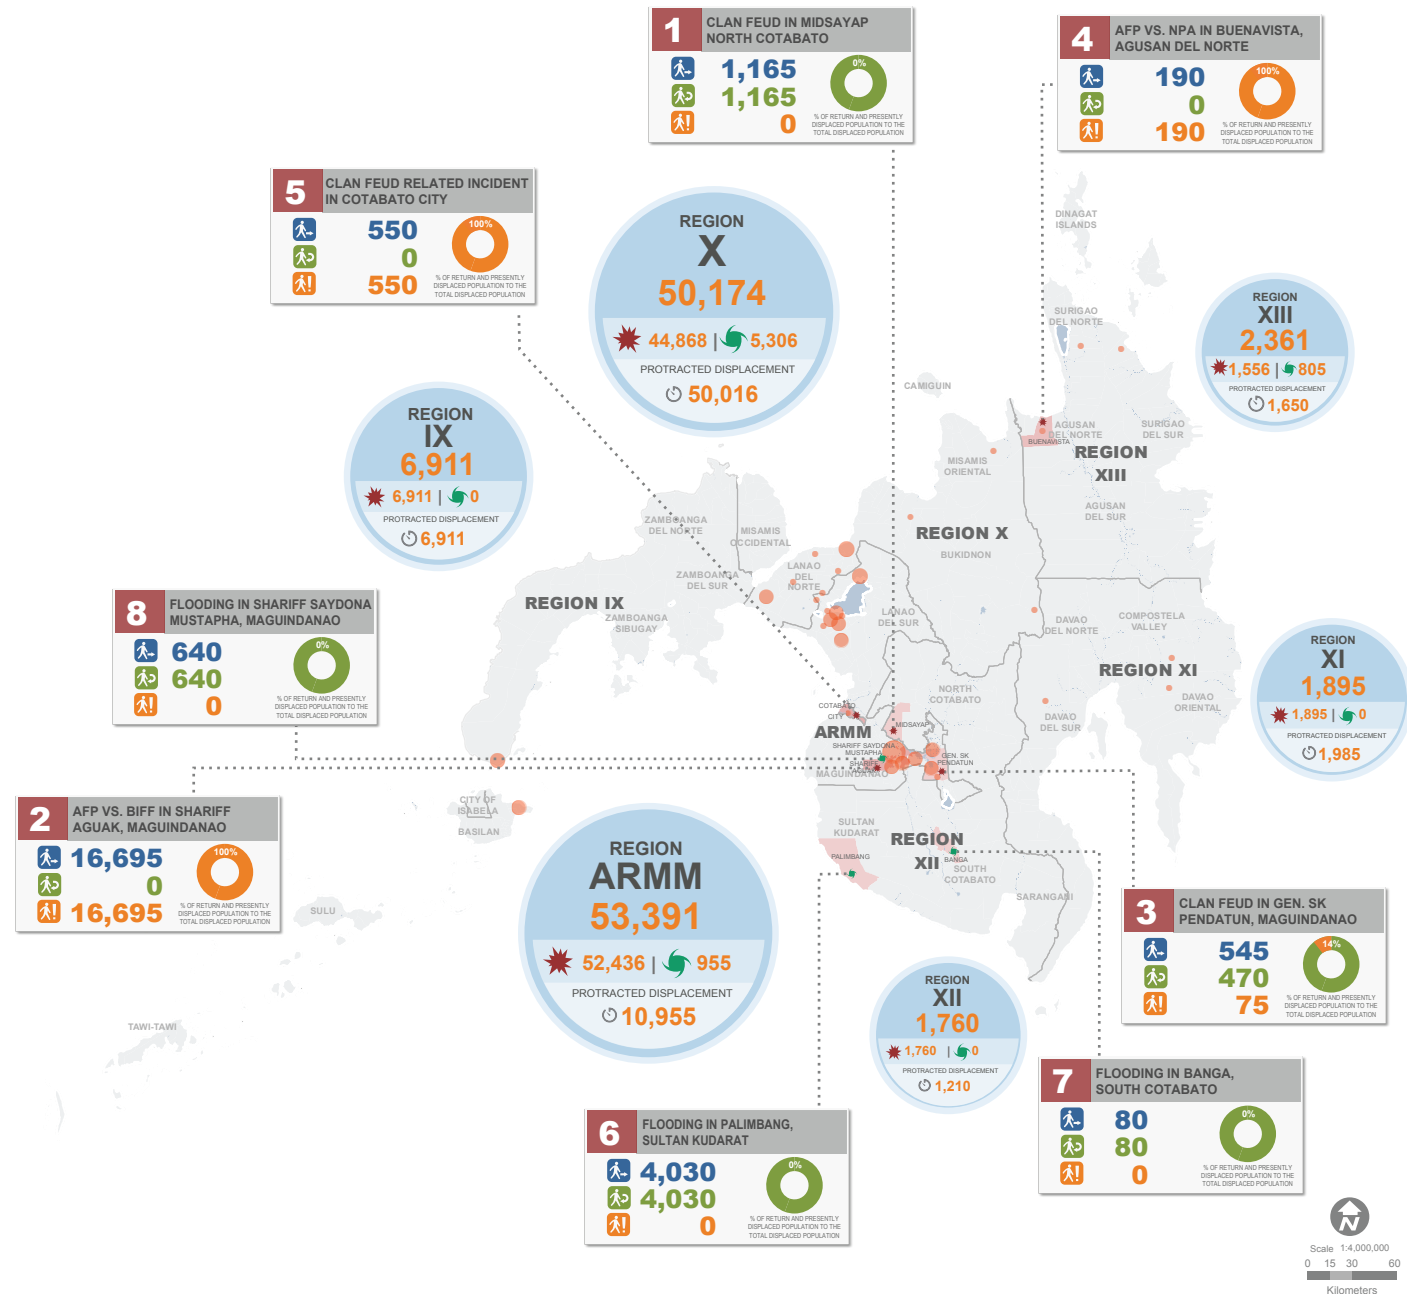 1
CLAN FEUD IN MIDSAYAP
NORTH COTABATO
1,165
1,165
0
0%
% OF RETURN AND PRESENTLY
DISPLACED POPULATION TO THE
TOTAL DISPLACED POPULATION
4
AFP VS. NPA IN BUENAVISTA,
AGUSAN DEL NORTE
190
0
190
100%
% OF RETURN AND PRESENTLY
DISPLACED POPULATION TO THE
TOTAL DISPLACED POPULATION
5
CLAN FEUD RELATED INCIDENT
IN COTABATO CITY
550
0
550
100%
% OF RETURN AND PRESENTLY
DISPLACED POPULATION TO THE
TOTAL DISPLACED POPULATION
REGION
X
50,174
44,868 | 5,306
PROTRACTED DISPLACEMENT
50,016
REGION
XIII
2,361
1,556 | 805
PROTRACTED DISPLACEMENT
1,650
REGION
IX
6,911
6,911 | 0
PROTRACTED DISPLACEMENT
6,911
DINAGAT
ISLANDS
SURIGAO
DEL NORTE
CAMIGUIN
AGUSAN
DEL NORTE
BUENAVISTA
SURIGAO
DEL SUR
REGION
XIII
MISAMIS
ORIENTAL
AGUSAN
DEL SUR
REGION X
BUKIDNON
ZAMBOANGA
DEL NORTE
MISAMIS
OCCIDENTAL
LANAO
DEL
NORTE
ZAMBOANGA
DEL SUR
REGION IX
ZAMBOANGA
SIBUGAY
LANAO
DEL SUR
DAVAO
DEL NORTE
COMPOSTELA
VALLEY
REGION XI
DAVAO
ORIENTAL
DAVAO
DEL SUR
NORTH
COTABATO
COTABATO
CITY
MIDSAYAP
ARMM
SHARIFF SAYDONA
MUSTAPHA
SHARIFF
AGUAK
MAGUINDANAO
GEN. SK
PENDATUN
8
FLOODING IN SHARIFF SAYDONA
MUSTAPHA, MAGUINDANAO
640
640
0
0%
% OF RETURN AND PRESENTLY
DISPLACED POPULATION TO THE
TOTAL DISPLACED POPULATION
REGION
XI
1,895
1,895 | 0
PROTRACTED DISPLACEMENT
1,985
2
AFP VS. BIFF IN SHARIFF
AGUAK, MAGUINDANAO
16,695
0
16,695
100%
% OF RETURN AND PRESENTLY
DISPLACED POPULATION TO THE
TOTAL DISPLACED POPULATION
CITY OF
ISABELA
BASILAN
SULU
TAWI-TAWI
REGION
ARMM
53,391
52,436 | 955
PROTRACTED DISPLACEMENT
10,955
SULTAN
KUDARAT
PALIMBANG
REGION
XII
BANGA
SOUTH
COTABATO
SARANGANI
3
CLAN FEUD IN GEN. SK
PENDATUN, MAGUINDANAO
545
470
75
14%
% OF RETURN AND PRESENTLY
DISPLACED POPULATION TO THE
TOTAL DISPLACED POPULATION
REGION
XII
1,760
1,760 | 0
PROTRACTED DISPLACEMENT
1,210
7
FLOODING IN BANGA,
SOUTH COTABATO
80
80
0
0%
% OF RETURN AND PRESENTLY
DISPLACED POPULATION TO THE
TOTAL DISPLACED POPULATION
6
FLOODING IN PALIMBANG,
SULTAN KUDARAT
4,030
4,030
0
0%
% OF RETURN AND PRESENTLY
DISPLACED POPULATION TO THE
TOTAL DISPLACED POPULATION
N
Scale 1:4,000,000
0 15 30 60
Kilometers